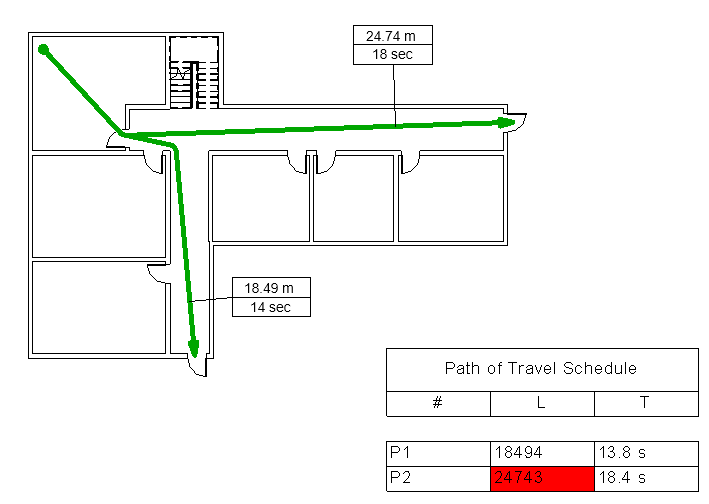 24.74 m
18 sec
18.49 m
14 sec
Path of Travel Schedule
# L T
P1 18494 13.8 s
P2 24743 18.4 s